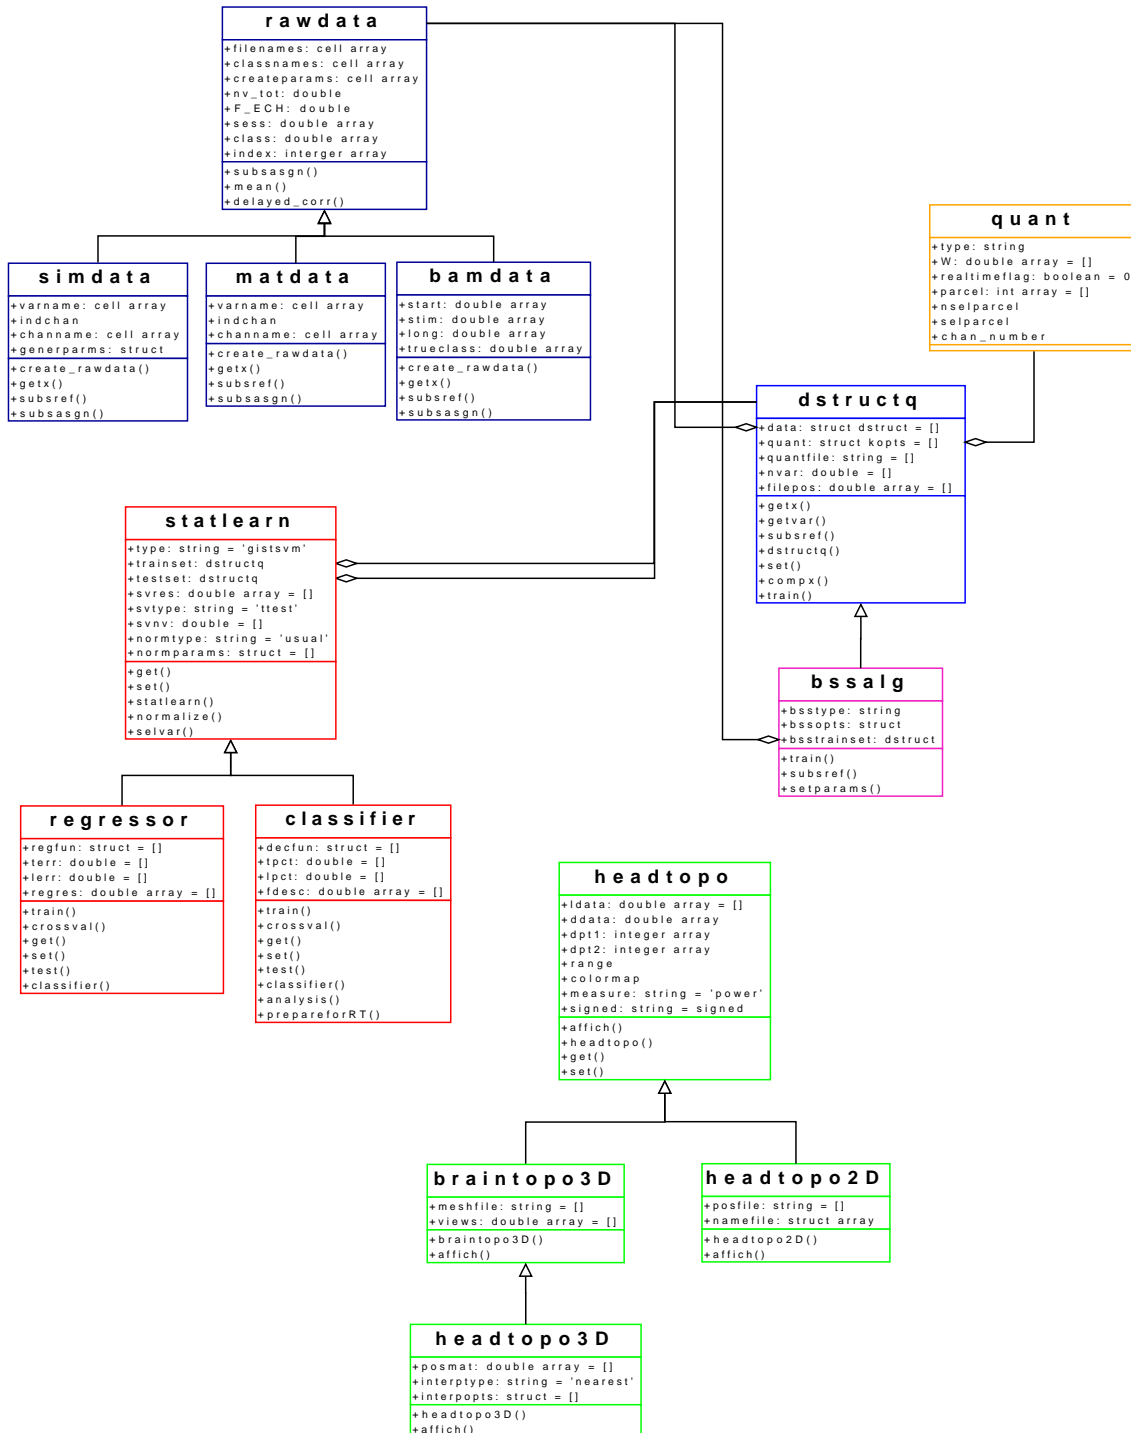 rawdata
+filenames: cell array
+classnames: cell array
+createparams: cell array
+nv_tot: double
+F_ECH: double
+sess: double array
+class: double array
+index: interger array
+subsasgn()
+mean()
+delayed_corr()
simdata
+varname: cell array
+indchan
+channame: cell array
+generparms: struct
+create_rawdata()
+getx()
+subsref()
+subsasgn()
matdata
+varname: cell array
+indchan
+channame: cell array
+create_rawdata()
+getx()
+subsref()
+subsasgn()
bamdata
+start: double array
+stim: double array
+long: double array
+trueclass: double array
+create_rawdata()
+getx()
+subsref()
+subsasgn()
quant
+type: string
+W: double array = []
+realtimeflag: boolean = 0
+parcel: int array = []
+nselparcel
+selparcel
+chan_number
dstructq
+data: struct dstruct = []
+quant: struct kopts = []
+quantfile: string = []
+nvar: double = []
+filepos: double array = []
+getx()
+getvar()
+subsref()
+dstructq()
+set()
+compx()
+train()
statlearn
+type: string = 'gistsvm'
+trainset: dstructq
+testset: dstructq
+svres: double array = []
+svtype: string = 'ttest'
+svnv: double = []
+normtype: string = 'usual'
+normparams: struct = []
+get()
+set()
+statlearn()
+normalize()
+selvar()
bssalg
+bsstype: string
+bssopts: struct
+bsstrainset: dstruct
+train()
+subsref()
+setparams()
regressor
+regfun: struct = []
+terr: double = []
+lerr: double = []
+regres: double array = []
+train()
+crossval()
+get()
+set()
+test()
+classifier()
classifier
+decfun: struct = []
+tpct: double = []
+lpct: double = []
+fdesc: double array = []
+train()
+crossval()
+get()
+set()
+test()
+classifier()
+analysis()
+prepareforRT()
headtopo
+ldata: double array = []
+ddata: double array
+dpt1: integer array
+dpt2: integer array
+range
+colormap
+measure: string = 'power'
+signed: string = signed
+affich()
+headtopo()
+get()
+set()
braintopo3D
+meshfile: string = []
+views: double array = []
+braintopo3D()
+affich()
headtopo2D
+posfile: string = []
+namefile: struct array
+headtopo2D()
+affich()
headtopo3D
+posmat: double array = []
+interptype: string = 'nearest'
+interpopts: struct = []
+headtopo3D()
+affich()